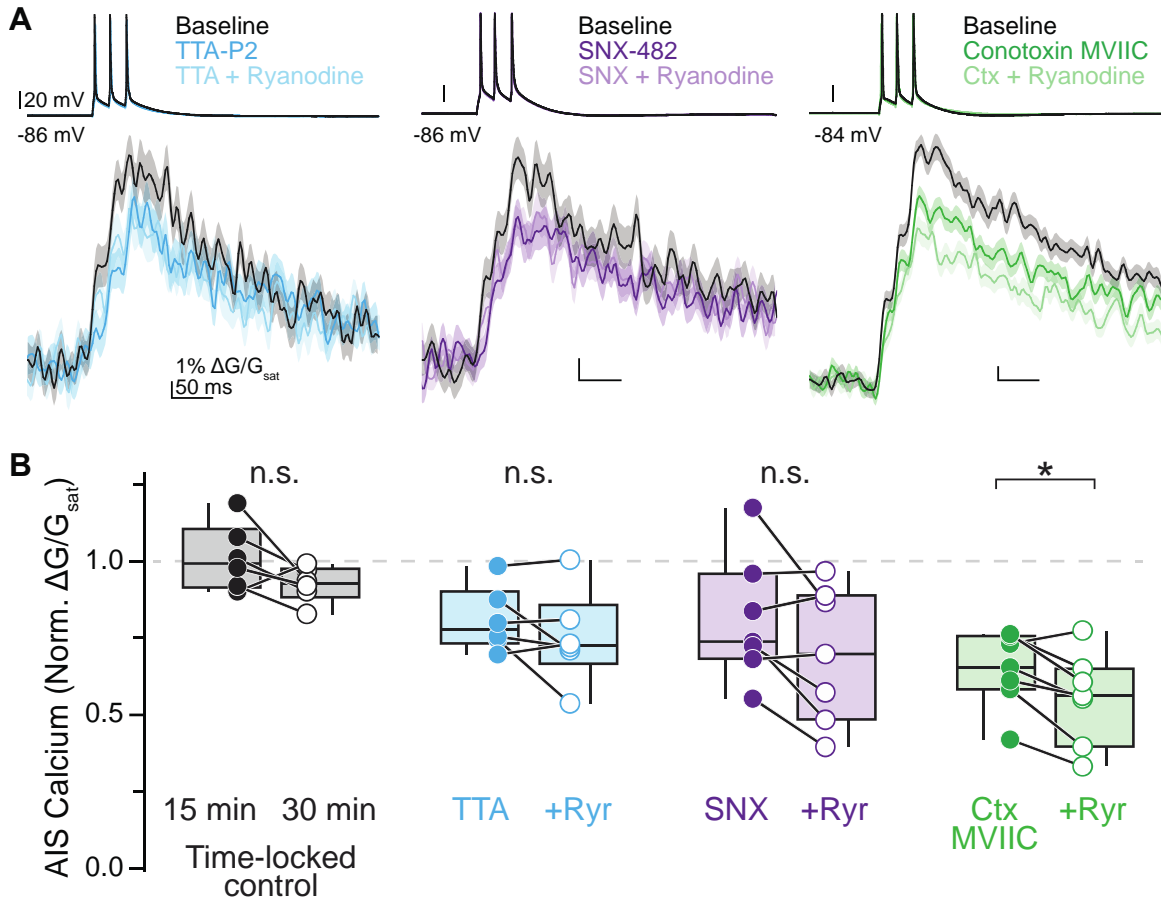 A
Baseline
TTA-P2
TTA + Ryanodine
20 mV
-86 mV
1% ΔG/Gsat
50 ms
Baseline
SNX-482
SNX + Ryanodine
-86 mV
Baseline
Conotoxin MVIIC
Ctx + Ryanodine
-84 mV
B
AIS Calcium (Norm. ΔG/Gsat)
1.0
0.5
0.0
n.s.
n.s.
n.s.
*
15 min 30 min
Time-locked
control
TTA +Ryr
SNX +Ryr
Ctx +Ryr
MVIIC